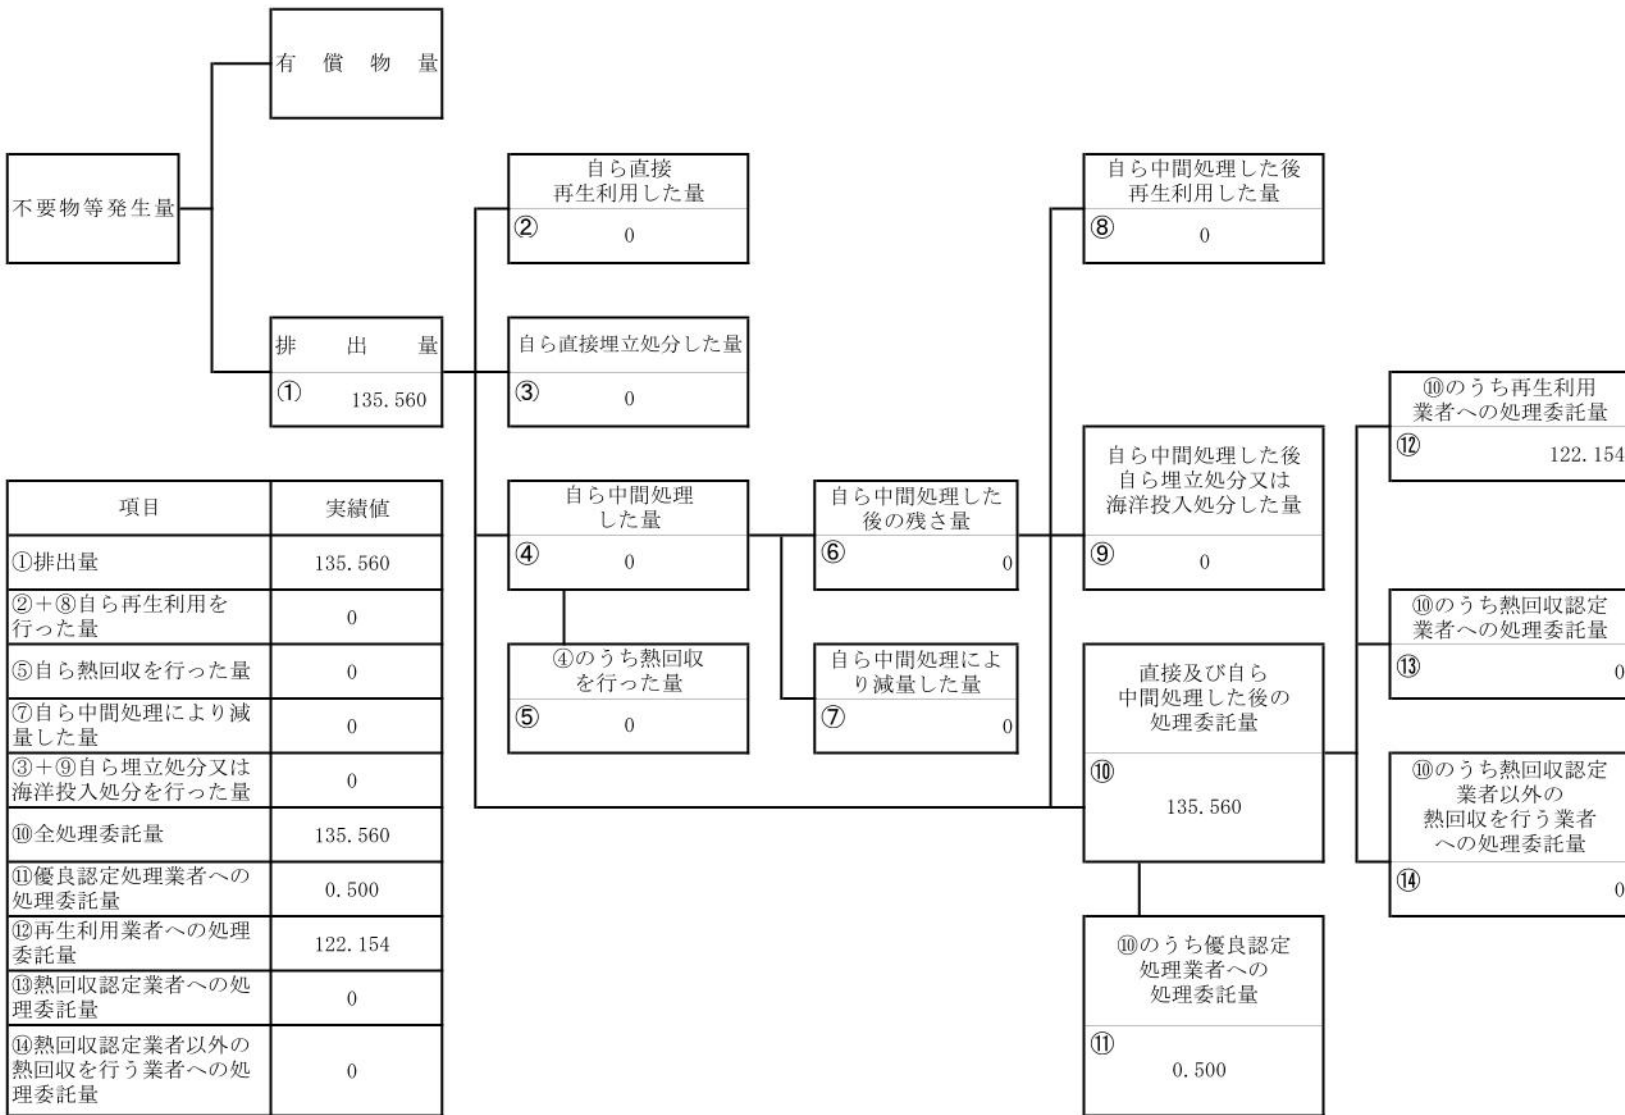 有償物量
不要物等発生量
排出量
① 135.560
自ら直接
再生利用した量
② 0
自ら直接埋立処分した量
③ 0
自ら中間処理
した量
④ 0
④のうち熱回収
を行った量
⑤ 0
自ら中間処理した
後の残さ量
⑥ 0
自ら中間処理によ
り減量した量
⑦ 0
自ら中間処理した後
再生利用した量
⑧ 0
自ら中間処理した後
自ら埋立処分又は
海洋投入処分した量
⑨ 0
直接及び自ら
中間処理した後の
処理委託量
⑩
135.560
⑩のうち優良認定
処理業者への
処理委託量
⑪
0.500
⑩のうち再生利用
業者への処理委託量
⑫ 122.154
⑩のうち熱回収認定
業者への処理委託量
⑬ 0
⑩のうち熱回収認定
業者以外の
熱回収を行う業者
への処理委託量
⑭ 0
項目 実績値
①排出量 135.560
②+⑧自ら再生利用を
行った量 0
⑤自ら熱回収を行った量 0
⑦自ら中間処理により減
量した量 0
③+⑨自ら埋立処分又は
海洋投入処分を行った量 0
⑩全処理委託量 135.560
⑪優良認定処理業者への
処理委託量 0.500
⑫再生利用業者への処理
委託量 122.154
⑬熱回収認定業者への処
理委託量 0
⑭熱回収認定業者以外の
熱回収を行う業者への処
理委託量 0